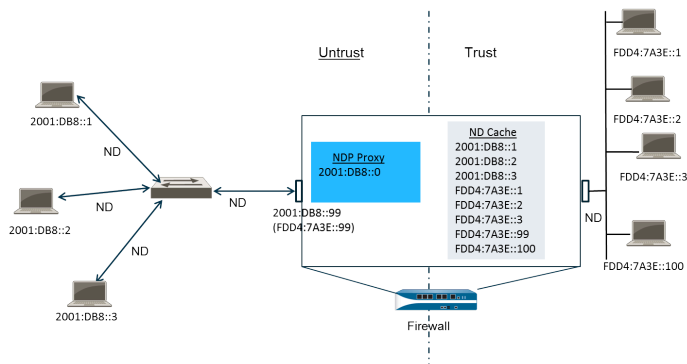 Untrust
Trust
2001:DB8::1
ND
2001:DB8::2
ND
ND
2001:DB8::3
ND
2001:DB8::99
(FDD4:7A3E::99)
NDP Proxy
2001:DB8::0
ND Cache
2001:DB8::1
2001:DB8::2
2001:DB8::3
FDD4:7A3E::1
FDD4:7A3E::2
FDD4:7A3E::3
FDD4:7A3E::99
FDD4:7A3E::100
ND
FDD4:7A3E::1
FDD4:7A3E::2
FDD4:7A3E::3
FDD4:7A3E::100
Firewall